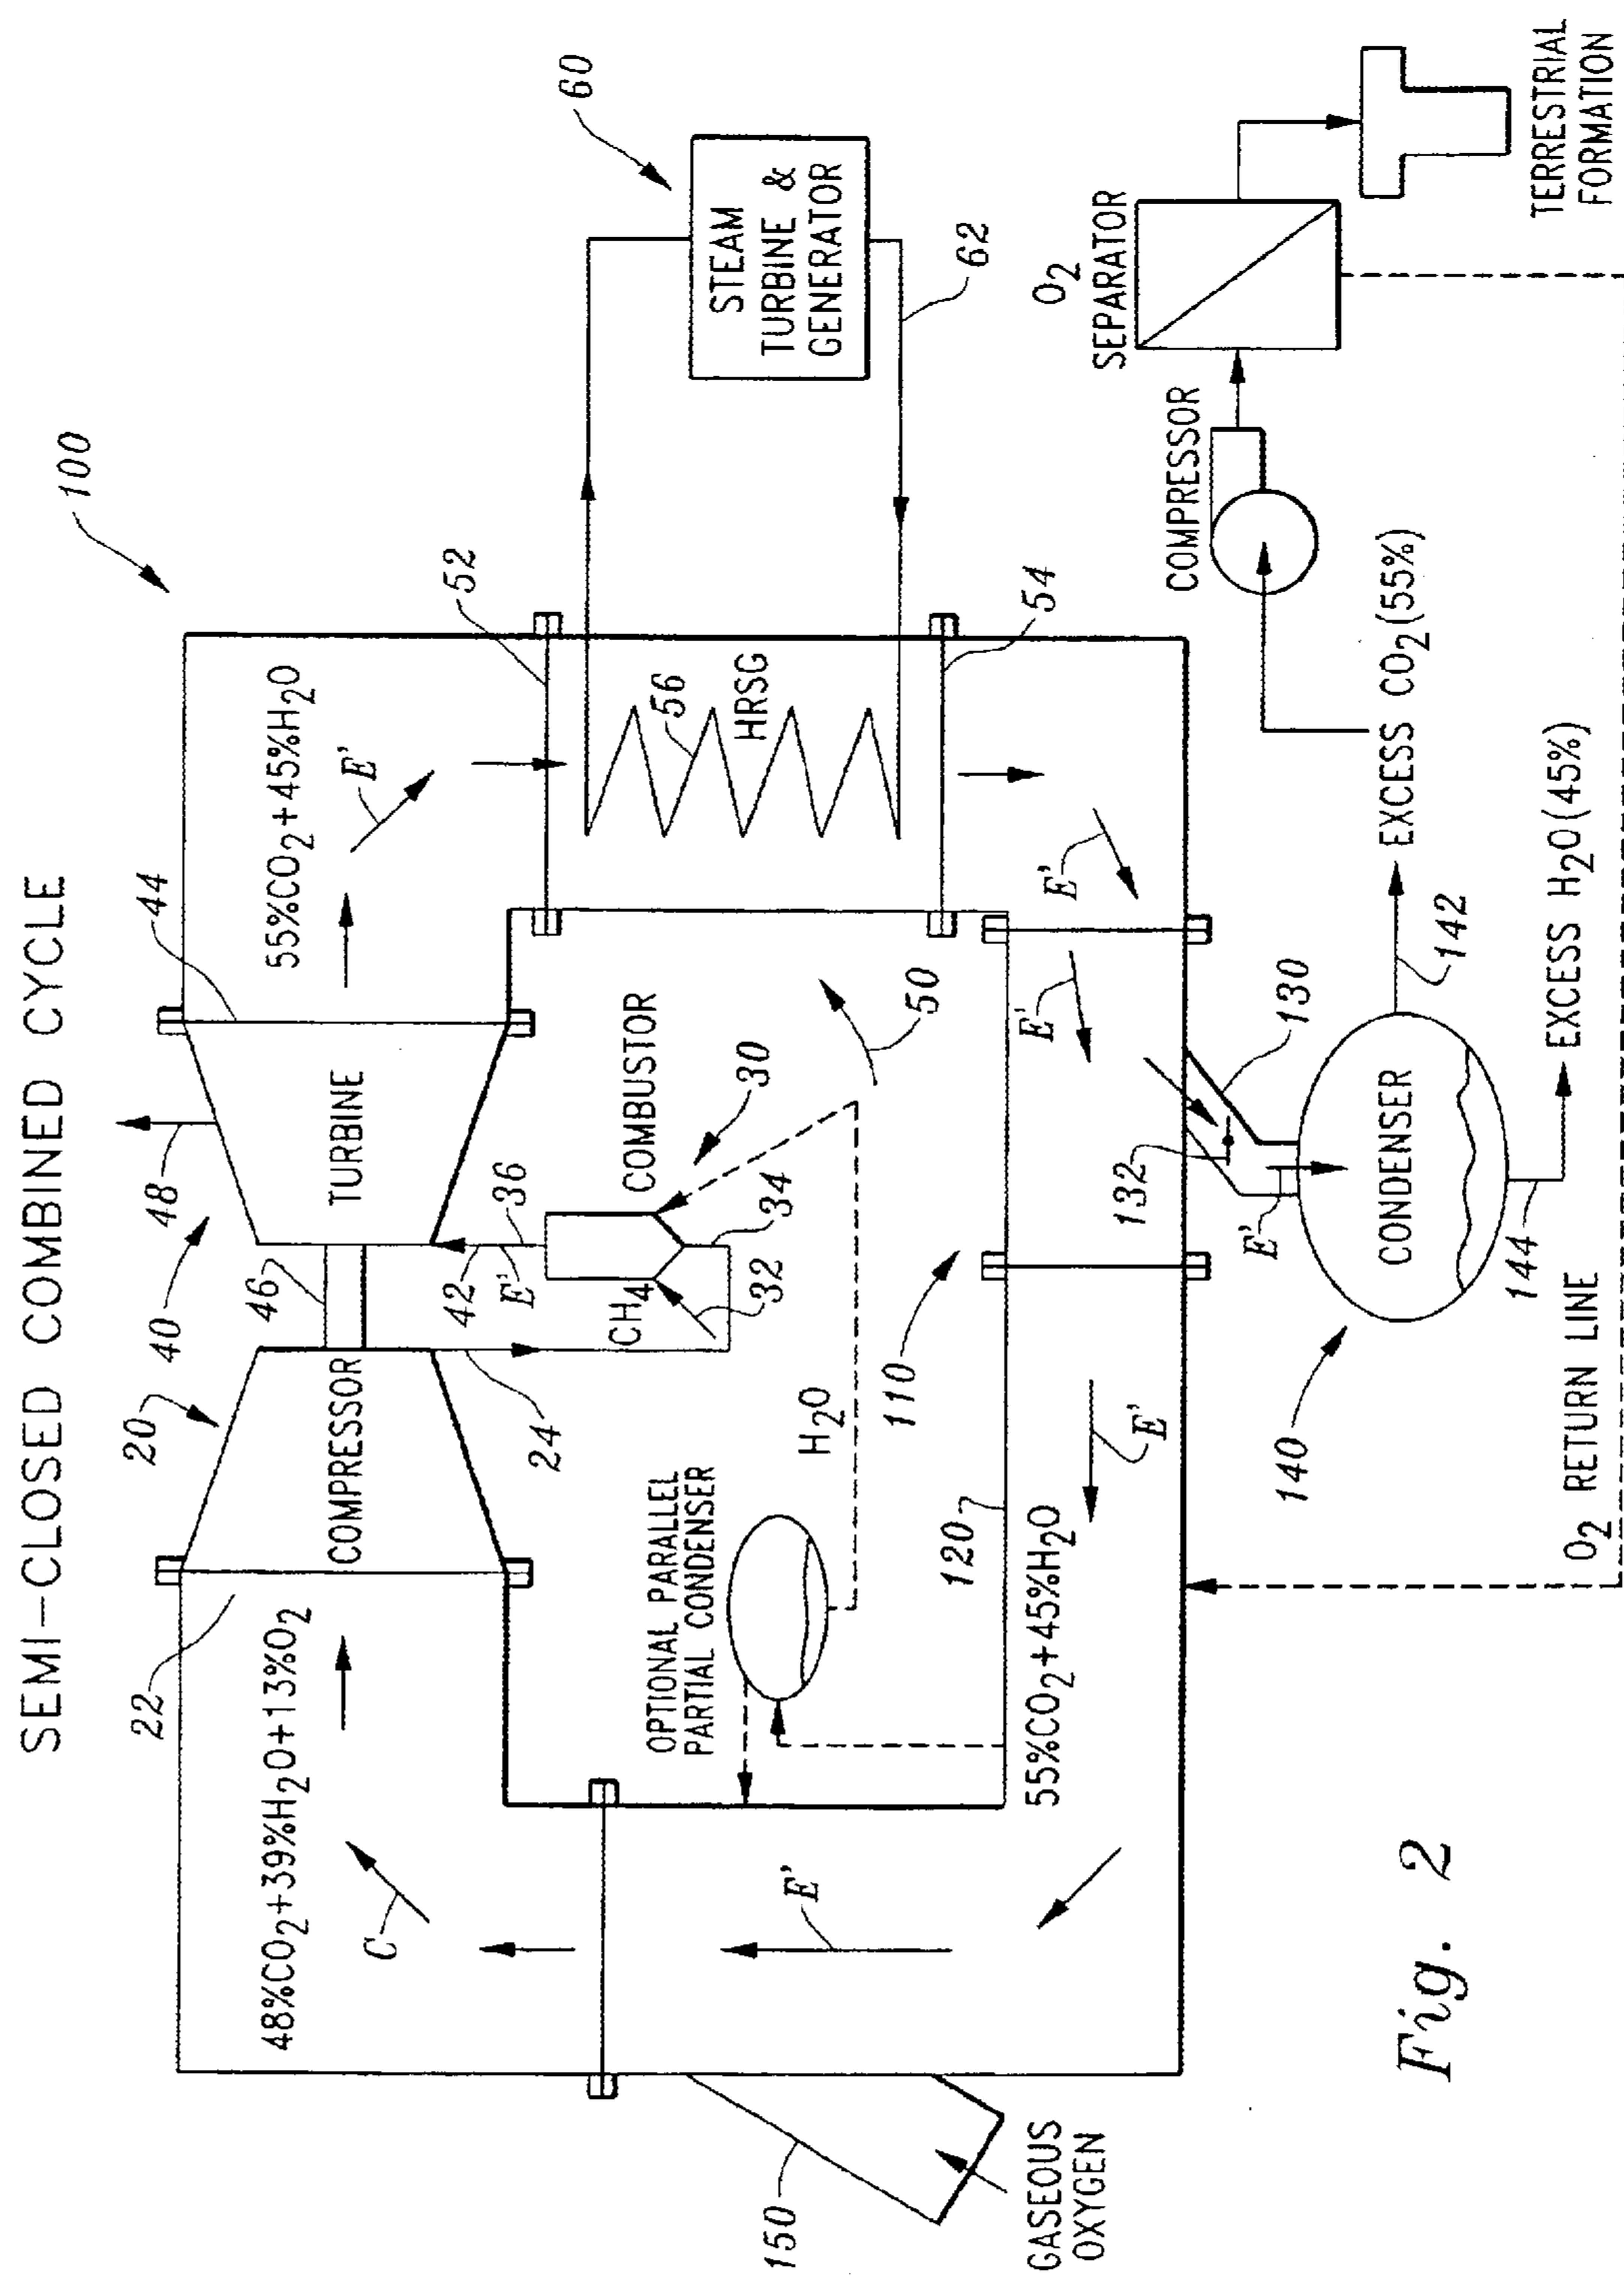 SEMI-CLOSED COMBINED CYCLE
100
22
20
40
48
44
48%CO2+39%H2O+13%O2
COMPRESSOR
46
TURBINE
55%CO2+45%H2O
C
E'
24
42
E'
36
52
60
CH4
32
34
COMBUSTOR
30
56
HRSG
STEAM
TURBINE &
GENERATOR
62
OPTIONAL PARALLEL
PARTIAL CONDENSER
H2O
50
E'
110
120
54
55%CO2+45%H2O
E'
E'
E'
150
GASEOUS
OXYGEN
132
E'
130
140
CONDENSER
142
144
EXCESS CO2(55%)
EXCESS H2O(45%)
COMPRESSOR
O2
SEPARATOR
TERRESTRIAL
FORMATION
O2 RETURN LINE
Fig. 2